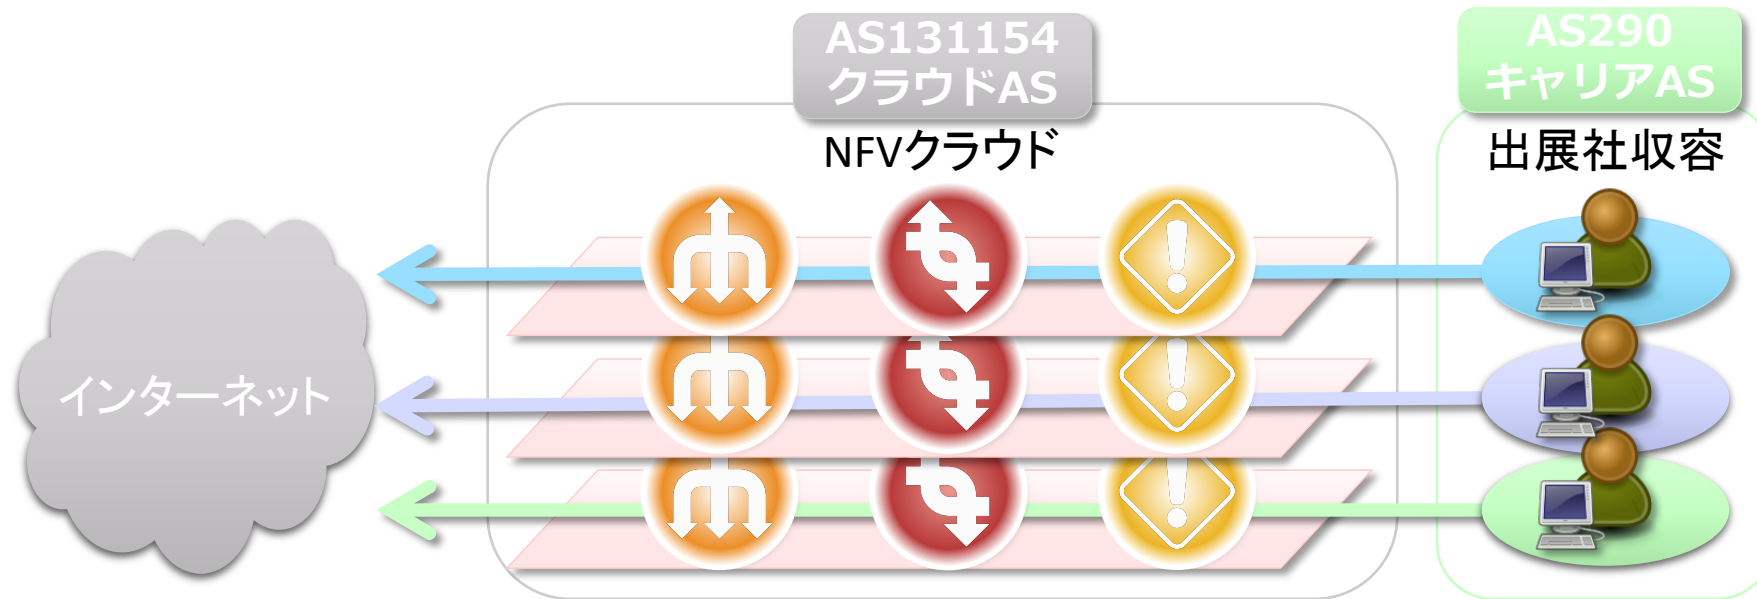 AS131154
クラウドAS
NFVクラウド
AS290
キャリアAS
出展社収容
インターネット